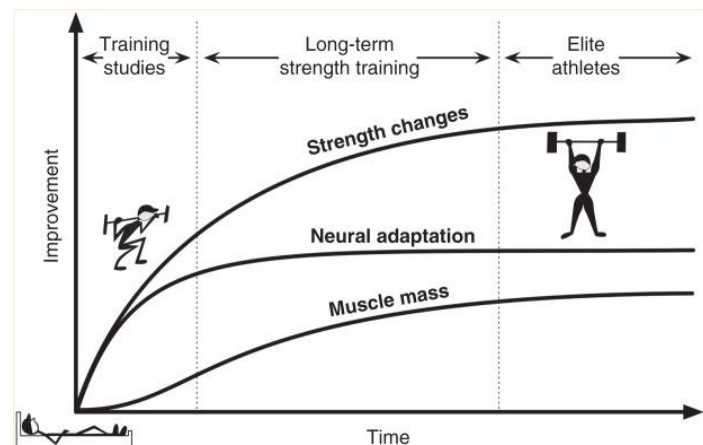 Training
studies
Long-term
strength training
Elite
athletes
Strength changes
Neural adaptation
Muscle mass
Improvement
Time